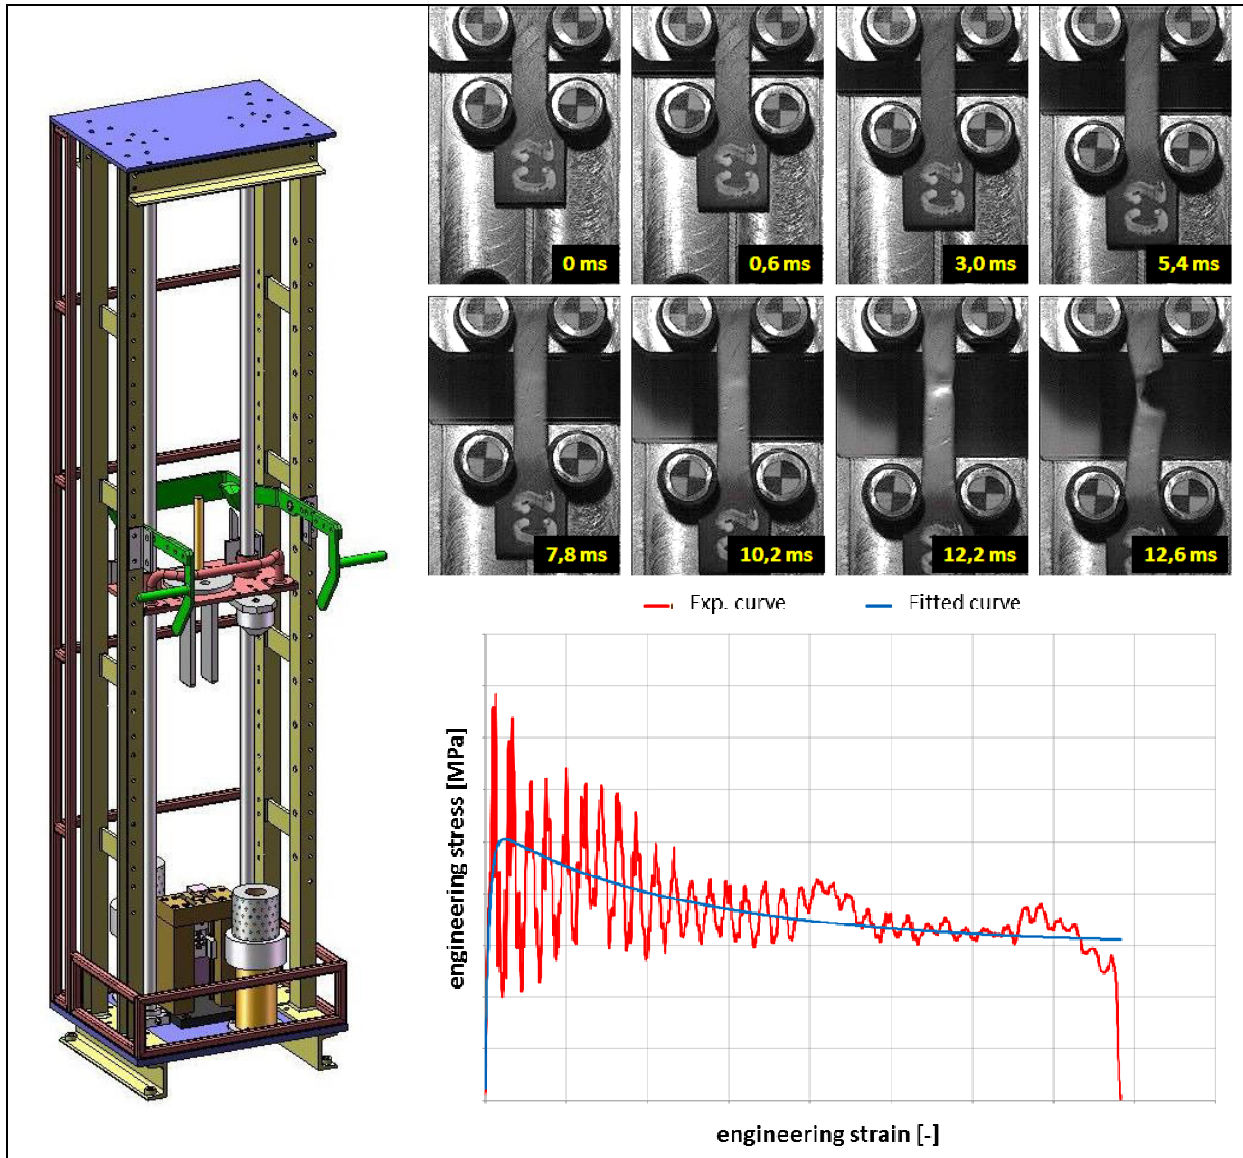 0 ms
0,6 ms
3,0 ms
5,4 ms
7,8 ms
10,2 ms
12,2 ms
12,6 ms
Exp. curve
Fitted curve
engineering stress [MPa]
engineering strain [-]